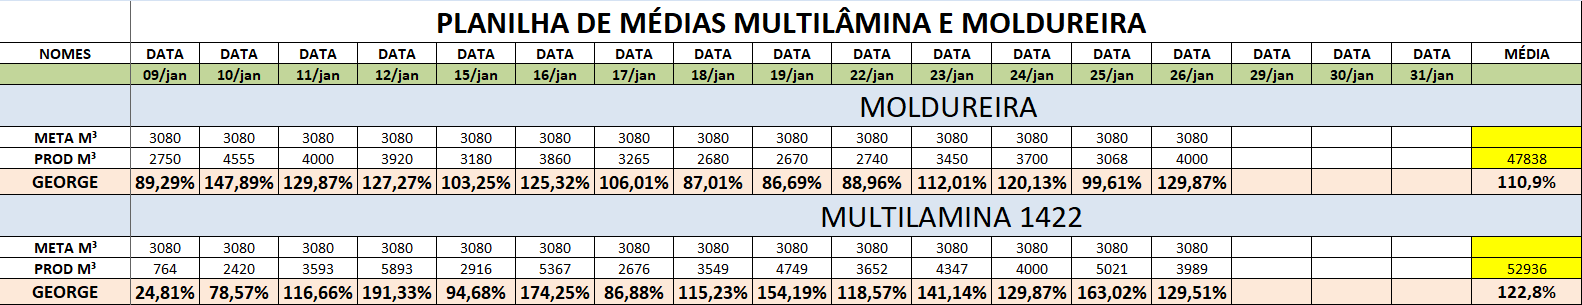 PLANILHA DE MÉDIAS MULTILÂMINA E MOLDUREIRA
NOMES DATA DATA DATA DATA DATA DATA DATA DATA DATA DATA DATA DATA DATA DATA DATA DATA DATA MÉDIA
09/jan 10/jan 11/jan 12/jan 15/jan 16/jan 17/jan 18/jan 19/jan 22/jan 23/jan 24/jan 25/jan 26/jan 29/jan 30/jan 31/jan
MOLDUREIRA
META M³ 3080 3080 3080 3080 3080 3080 3080 3080 3080 3080 3080 3080 3080 3080
PROD M³ 2750 4555 4000 3920 3180 3860 3265 2680 2670 2740 3450 3700 3068 4000 47838
GEORGE 89,29% 147,89% 129,87% 127,27% 103,25% 125,32% 106,01% 87,01% 86,69% 88,96% 112,01% 120,13% 99,61% 129,87% 110,9%
MULTILAMINA 1422
META M³ 3080 3080 3080 3080 3080 3080 3080 3080 3080 3080 3080 3080 3080 3080
PROD M³ 764 2420 3593 5893 2916 5367 2676 3549 4749 3652 4347 4000 5021 3989 52936
GEORGE 24,81% 78,57% 116,66% 191,33% 94,68% 174,25% 86,88% 115,23% 154,19% 118,57% 141,14% 129,87% 163,02% 129,51% 122,8%